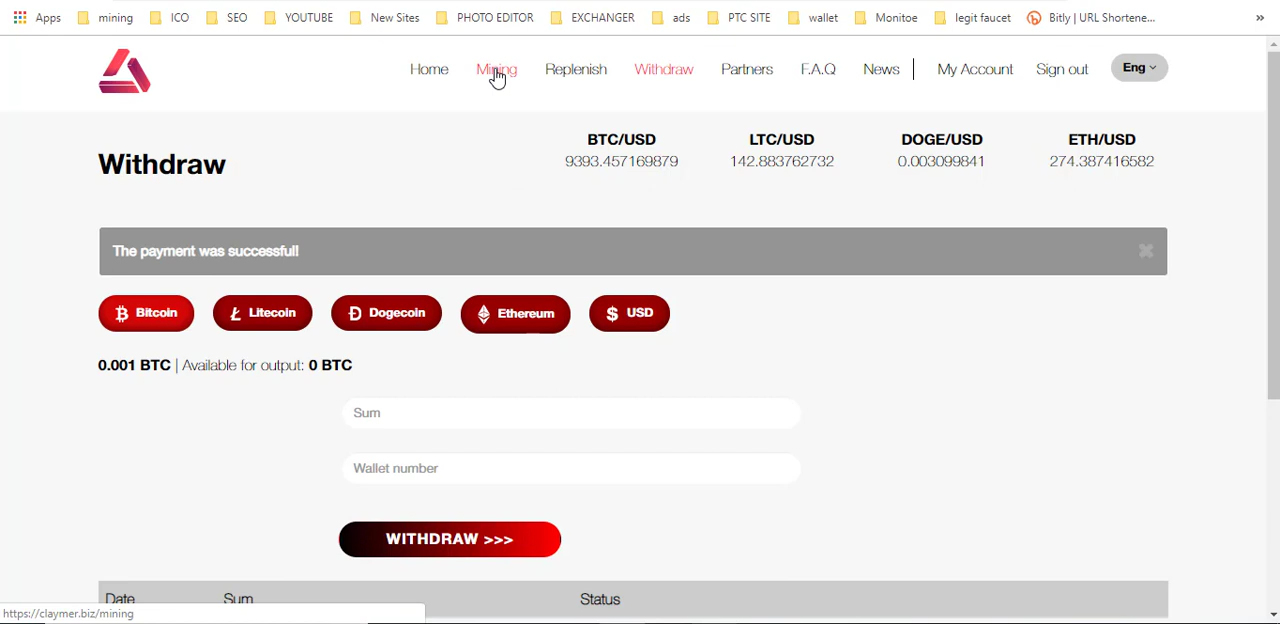 Apps mining ICO SEO YOUTUBE New Sites PHOTO EDITOR EXCHANGER ads PTC SITE wallet Monitoe legit faucet Bitly | URL Shortene... »
Home Mining Replenish Withdraw Partners F.A.Q News My Account Sign out Eng
BTC/USD LTC/USD DOGE/USD ETH/USD
9393.457169879 142.883762732 0.003099841 274.387416582
Withdraw
The payment was successful!
Bitcoin Litecoin Dogecoin Ethereum $ USD
0.001 BTC | Available for output: 0 BTC
Sum
Wallet number
WITHDRAW >>>
Date Sum Status
https://claymer.biz/mining